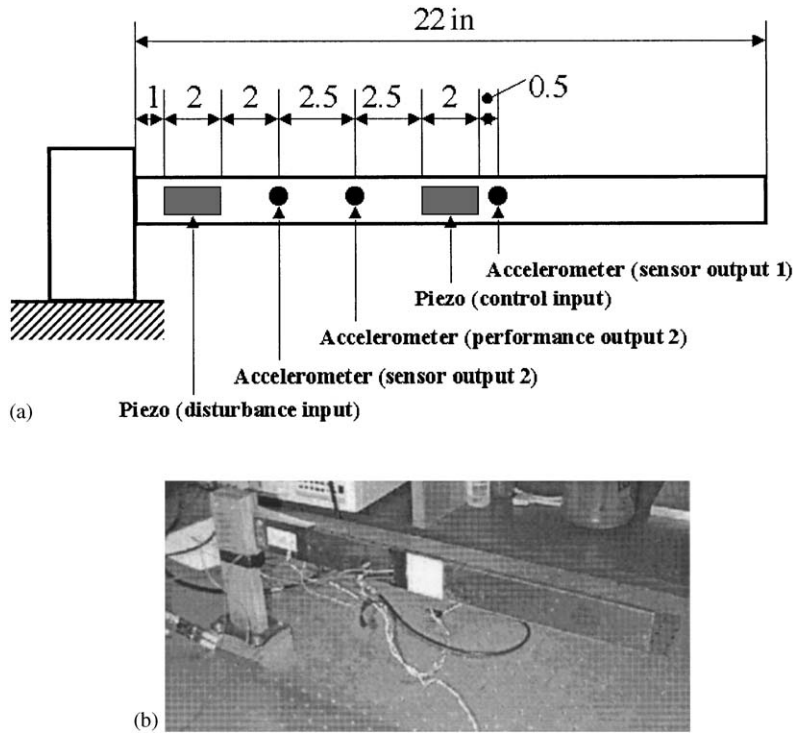 22 in
1 2 2 2.5 2.5 2 0.5
Accelerometer (sensor output 1)
Piezo (control input)
Accelerometer (performance output 2)
Accelerometer (sensor output 2)
Piezo (disturbance input)
(a)
(b)